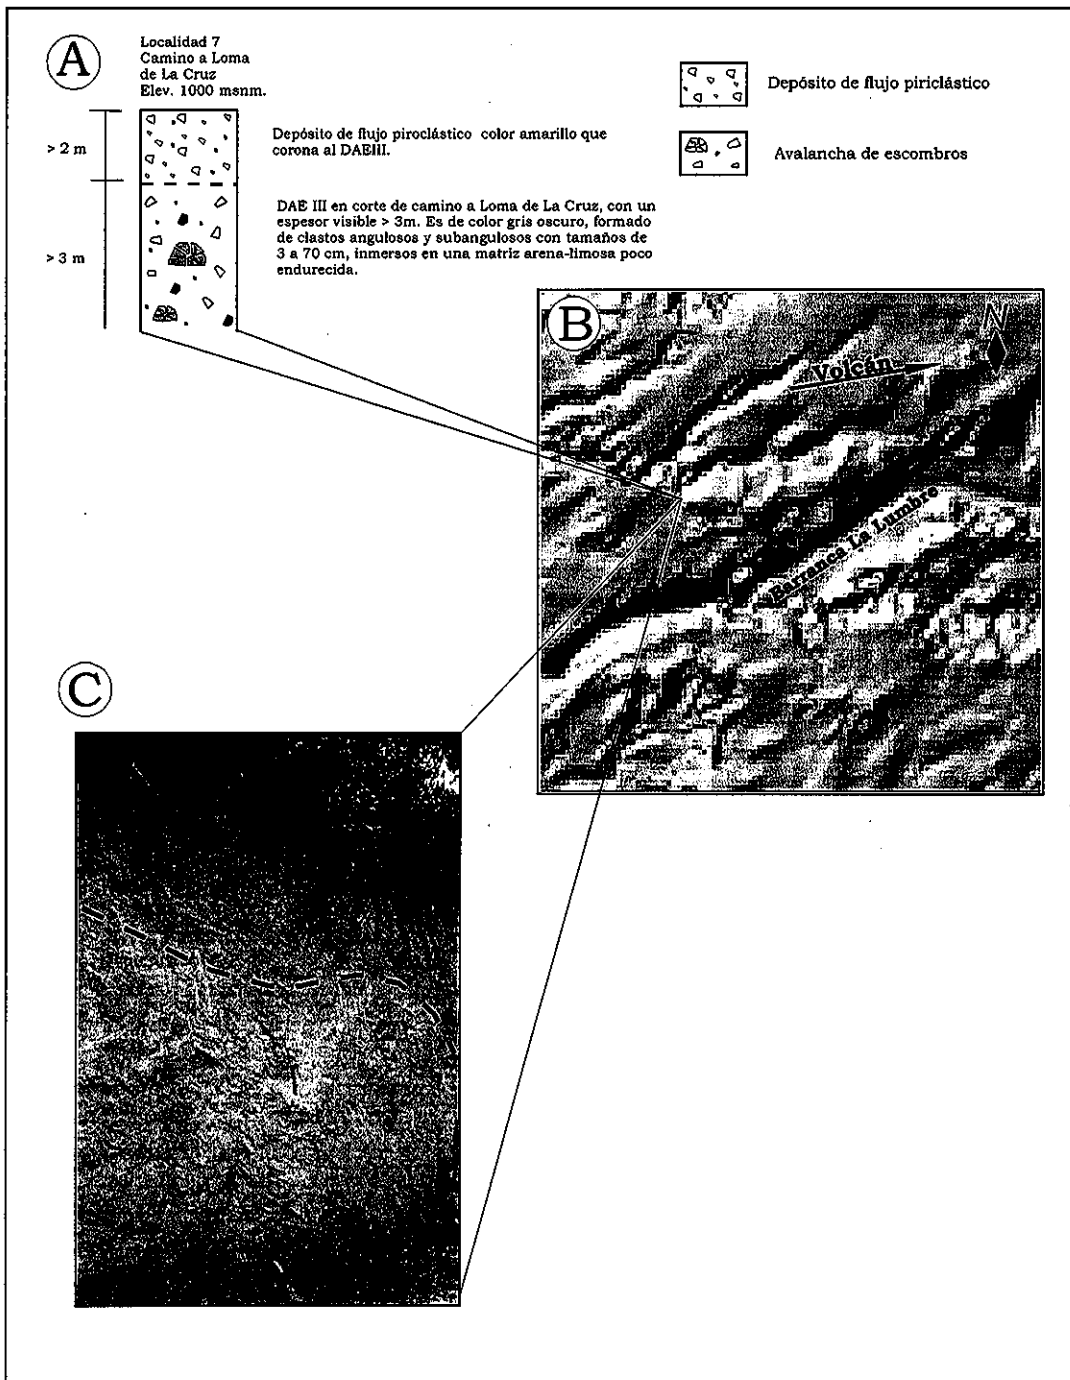 A
Localidad 7
Camino a Loma
de La Cruz
Elev. 1000 msnm.
> 2 m
> 3 m
Depósito de flujo piroclástico color amarillo que
corona al DAEIII.
DAE III en corte de camino a Loma de La Cruz, con un
espesor visible > 3m. Es de color gris oscuro, formado
de clastos angulosos y subangulosos con tamaños de
3 a 70 cm, inmersos en una matriz arena-limosa poco
endurecida.
Depósito de flujo piriclástico
Avalancha de escombros
B
N
Volcán
Barranca La Lumbre
C